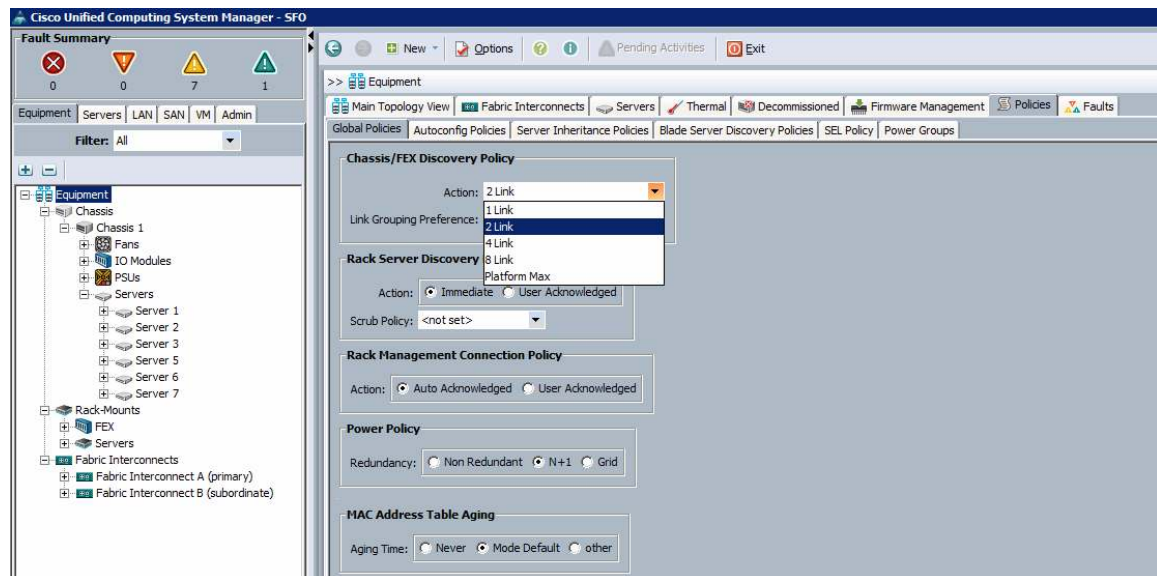 Cisco Unified Computing System Manager - SFO
Fault Summary
0 0 7 1
New Options Pending Activities Exit
>> Equipment
Equipment Servers LAN SAN VM Admin
Filter: All
Main Topology View Fabric Interconnects Servers Thermal Decommissioned Firmware Management Policies Faults
Global Policies Autoconfig Policies Server Inheritance Policies Blade Server Discovery Policies SEL Policy Power Groups
Equipment
Chassis
Chassis 1
Fans
IO Modules
PSUs
Servers
Server 1
Server 2
Server 3
Server 5
Server 6
Server 7
Rack-Mounts
FEX
Servers
Fabric Interconnects
Fabric Interconnect A (primary)
Fabric Interconnect B (subordinate)
Chassis/FEX Discovery Policy
Action: 2 Link
Link Grouping Preference:
1 Link
2 Link
4 Link
8 Link
Platform Max
Rack Server Discovery
Action: Immediate User Acknowledged
Scrub Policy: <not set>
Rack Management Connection Policy
Action: Auto Acknowledged User Acknowledged
Power Policy
Redundancy: Non Redundant N+1 Grid
MAC Address Table Aging
Aging Time: Never Mode Default other